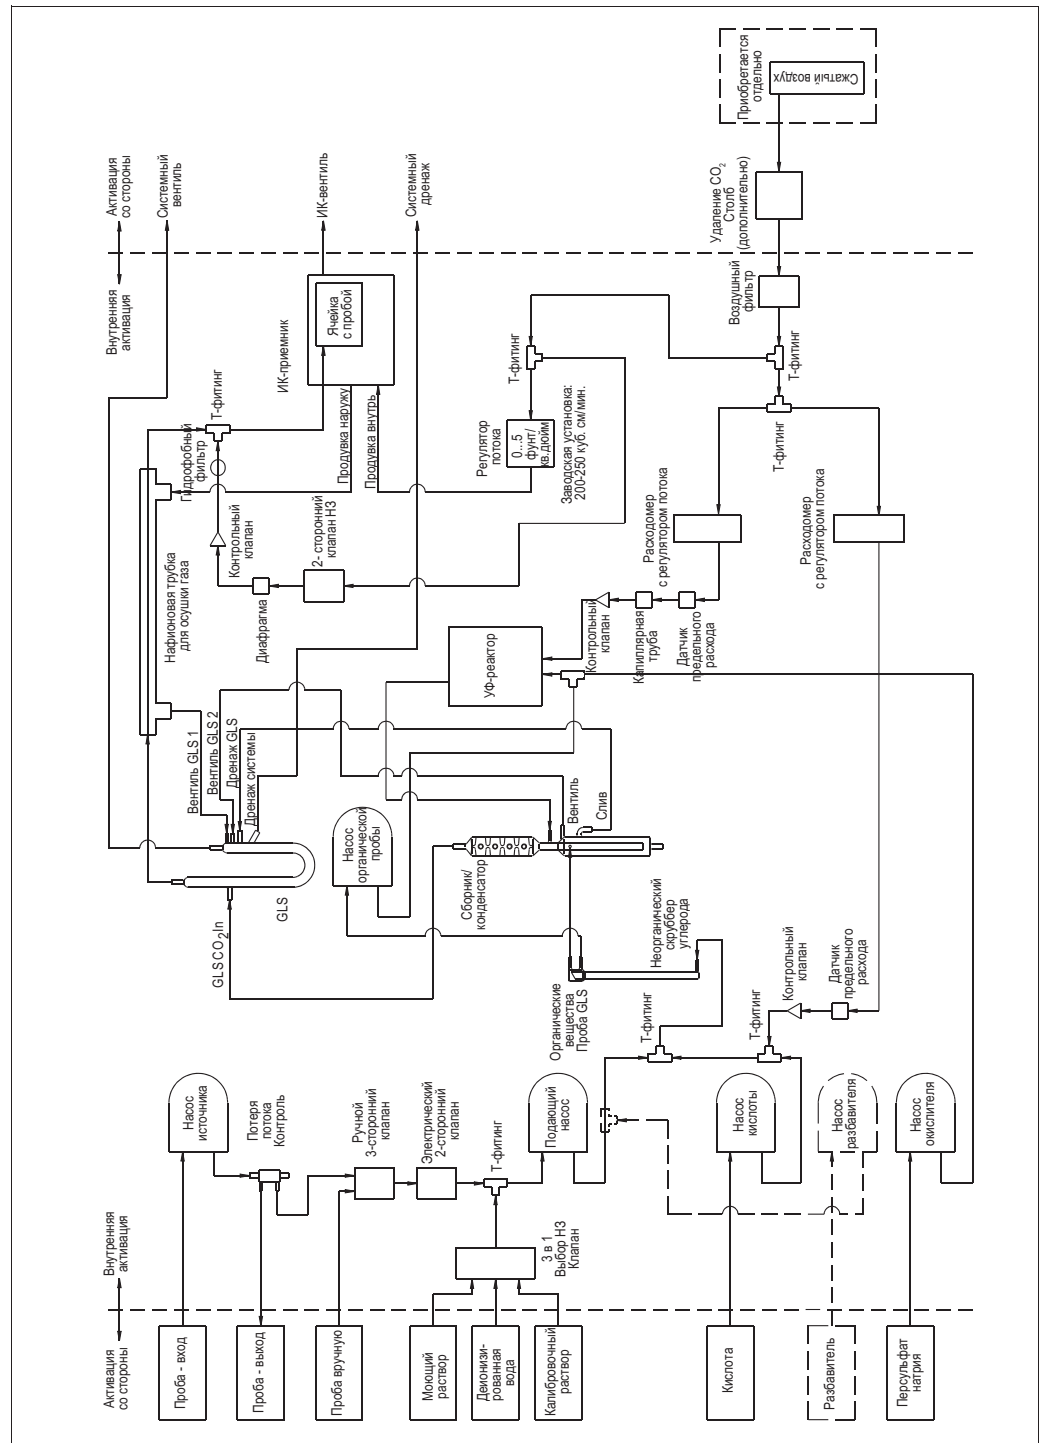 Приобретается
отдельно
Сжатый
воздух
Удаление CO₂
Столб
(дополнительно)
Активация
со стороны
Системный
вентиль
ИК-вентиль
Системный
дренаж
Внутренняя
активация
Воздушный
фильтр
Т-фитинг
Т-фитинг
Т-фитинг
Т-фитинг
ИК-приемник
Ячейка
с пробой
Продувка наружу
Продувка внутрь
Регулятор
потока
0...5
фунт/
кв.дюйм
Заводская установка:
200-250 куб. см/мин.
Гидрофобный
фильтр
Контрольный
клапан
2- сторонний
клапан НЗ
Диафрагма
Нафионовая трубка
для осушки газа
Расходомер
с регулятором потока
Расходомер
с регулятором потока
Контрольный
клапан
Капиллярная
труба
Датчик
предельного
расхода
УФ-реактор
Вентиль GLS 1
Вентиль GLS 2
Дренаж GLS
Дренаж системы
GLS
GLS CO₂In
Насос
органической
пробы
Сборник/
конденсатор
Вентиль
Слив
Неорганический
скруббер
углерода
Органические
вещества
Проба GLS
Контрольный
клапан
Датчик
предельного
расхода
Т-фитинг
Т-фитинг
Насос
источника
Потеря
потока
Контроль
Ручной
3-сторонний
клапан
Электрический
2-сторонний
клапан
Т-фитинг
Подающий
насос
Насос
кислоты
Насос
разбавителя
Насос
окислителя
3 в 1
Выбор НЗ
Клапан
Внутренняя
активация
Активация
со стороны
Проба - вход
Проба - выход
Проба вручную
Моющий
раствор
Деионизи-
рованная
вода
Калибровочный
раствор
Кислота
Разбавитель
Персульфат
натрия